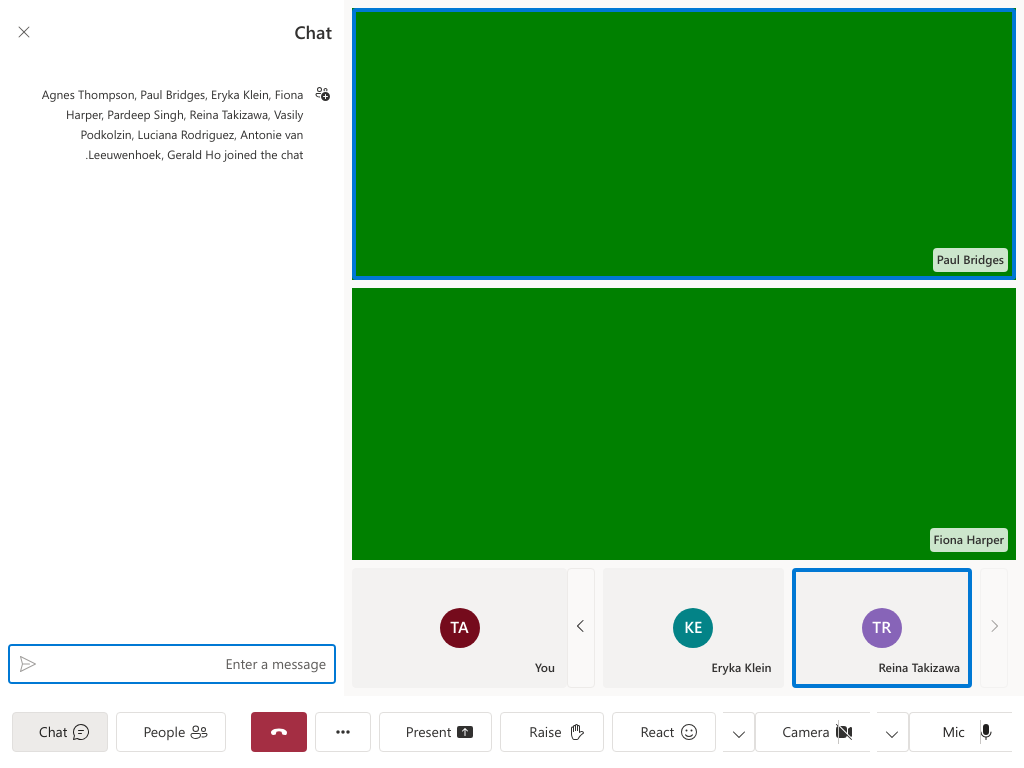 Chat
Agnes Thompson, Paul Bridges, Eryka Klein, Fiona
Harper, Pardeep Singh, Reina Takizawa, Vasily
Podkolzin, Luciana Rodriguez, Antonie van
.Leeuwenhoek, Gerald Ho joined the chat
Enter a message
Paul Bridges
Fiona Harper
TA
You
KE
Eryka Klein
TR
Reina Takizawa
Chat
People
Present
Raise
React
Camera
Mic